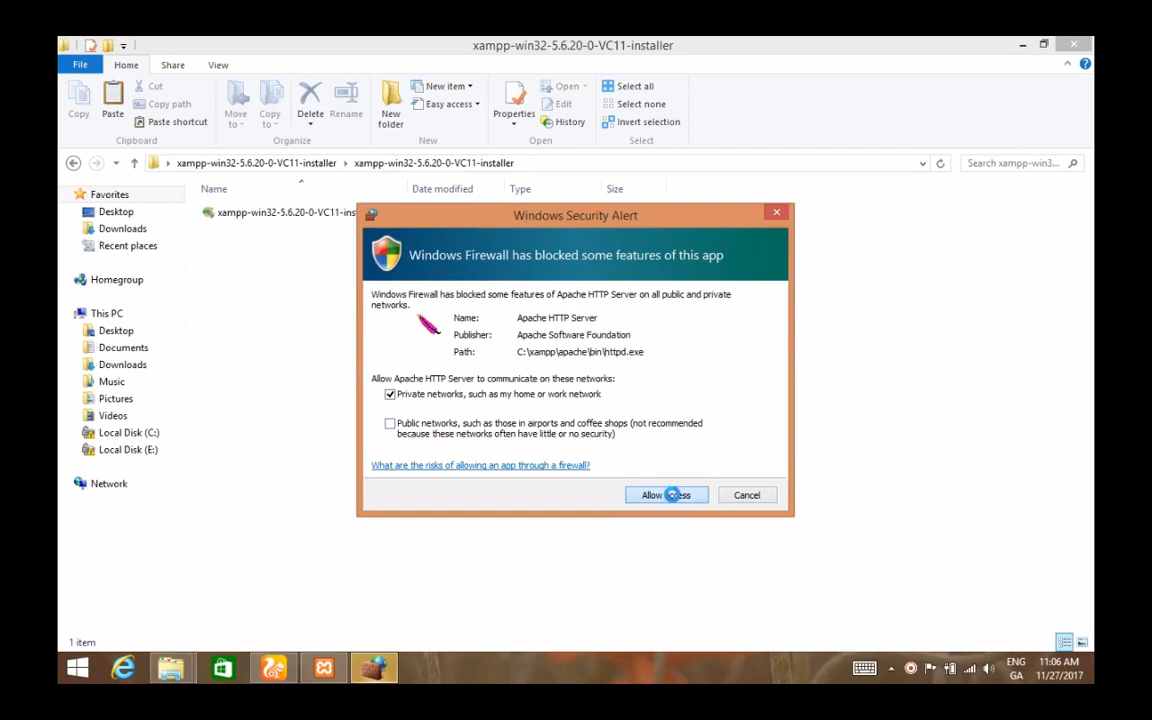 xampp-win32-5.6.20-0-VC11-installer
File Home Share View
Copy
Paste
Cut
Copy path
Paste shortcut
Clipboard
Move to
Copy to
Delete
Rename
Organize
New folder
New item
Easy access
New
Properties
Open
Edit
History
Open
Select all
Select none
Invert selection
Select
xampp-win32-5.6.20-0-VC11-installer xampp-win32-5.6.20-0-VC11-installer
Search xampp-win3...
Name Date modified Type Size
xampp-win32-5.6.20-0-VC11-ins
Favorites
Desktop
Downloads
Recent places
Homegroup
This PC
Desktop
Documents
Downloads
Music
Pictures
Videos
Local Disk (C:)
Local Disk (E:)
Network
Windows Security Alert
Windows Firewall has blocked some features of this app
Windows Firewall has blocked some features of Apache HTTP Server on all public and private
networks.
Name: Apache HTTP Server
Publisher: Apache Software Foundation
Path: C:\xampp\apache\bin\httpd.exe
Allow Apache HTTP Server to communicate on these networks:
Private networks, such as my home or work network
Public networks, such as those in airports and coffee shops (not recommended
because these networks often have little or no security)
What are the risks of allowing an app through a firewall?
Allow
Cancel
1 item
ENG
GA
11:06 AM
11/27/2017